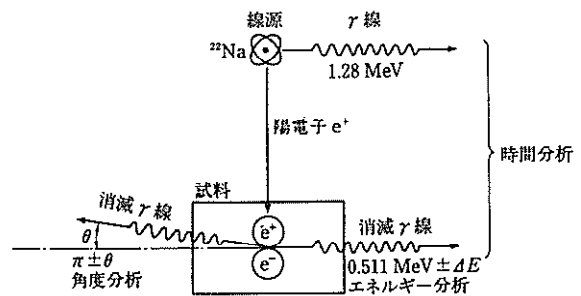 線源
γ線
²²Na
1.28 MeV
陽電子 e⁺
時間分析
試料
消滅γ線
e⁺
消滅γ線
θ
π±θ
角度分析
e⁻
0.511 MeV±ΔE
エネルギー分析